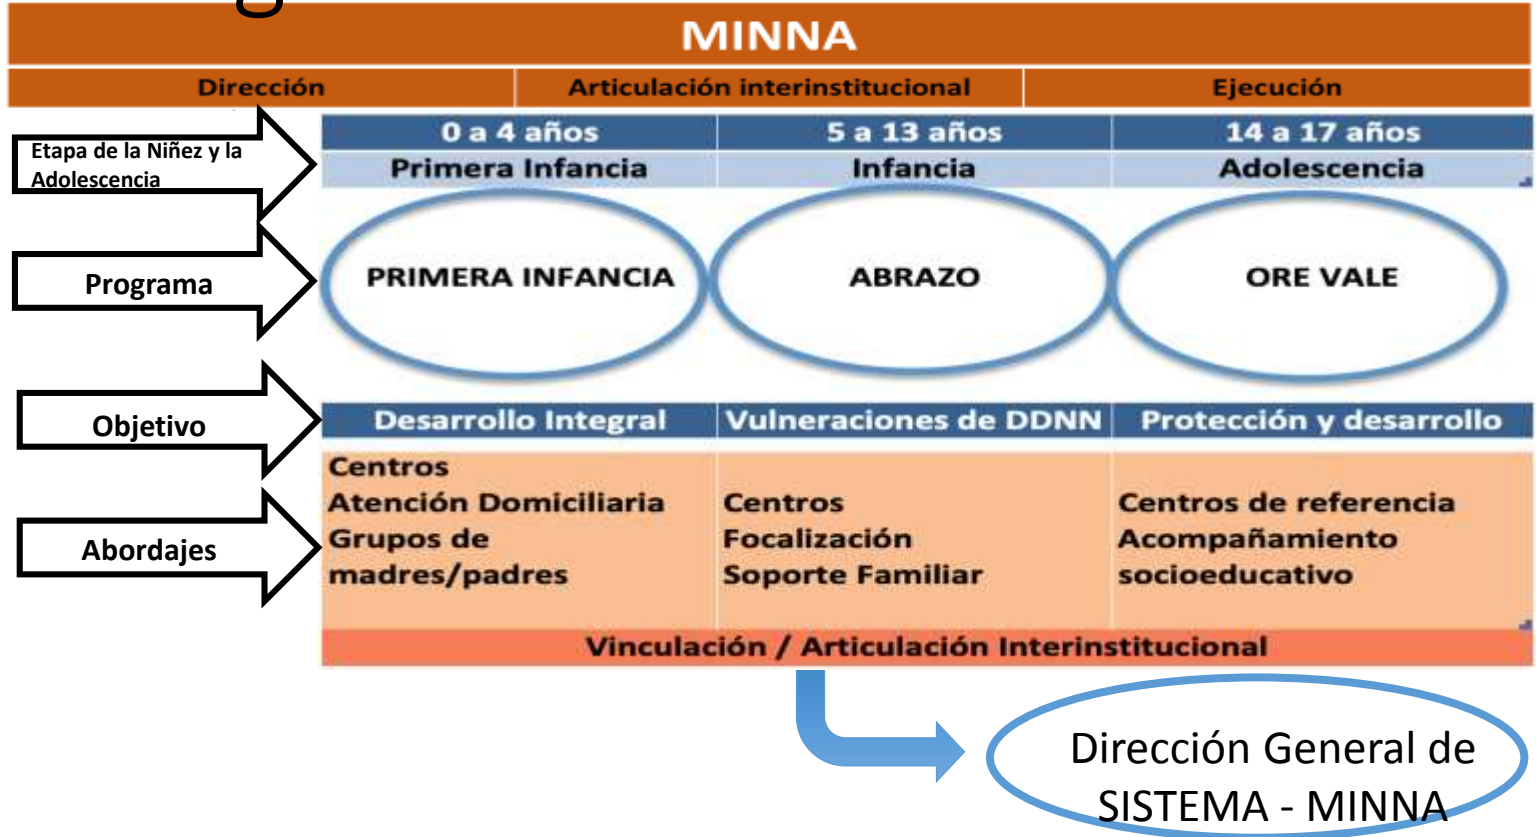 MINNA
Dirección
Articulación interinstitucional
Ejecución
Etapa de la Niñez y la
Adolescencia
0 a 4 años
5 a 13 años
14 a 17 años
Primera Infancia
Infancia
Adolescencia
Programa
PRIMERA INFANCIA
ABRAZO
ORE VALE
Objetivo
Desarrollo Integral
Vulneraciones de DDNN
Protección y desarrollo
Abordajes
Centros
Atención Domiciliaria
Grupos de
madres/padres
Centros
Focalización
Soporte Familiar
Centros de referencia
Acompañamiento
socioeducativo
Vinculación / Articulación Interinstitucional
Dirección General de
SISTEMA - MINNA